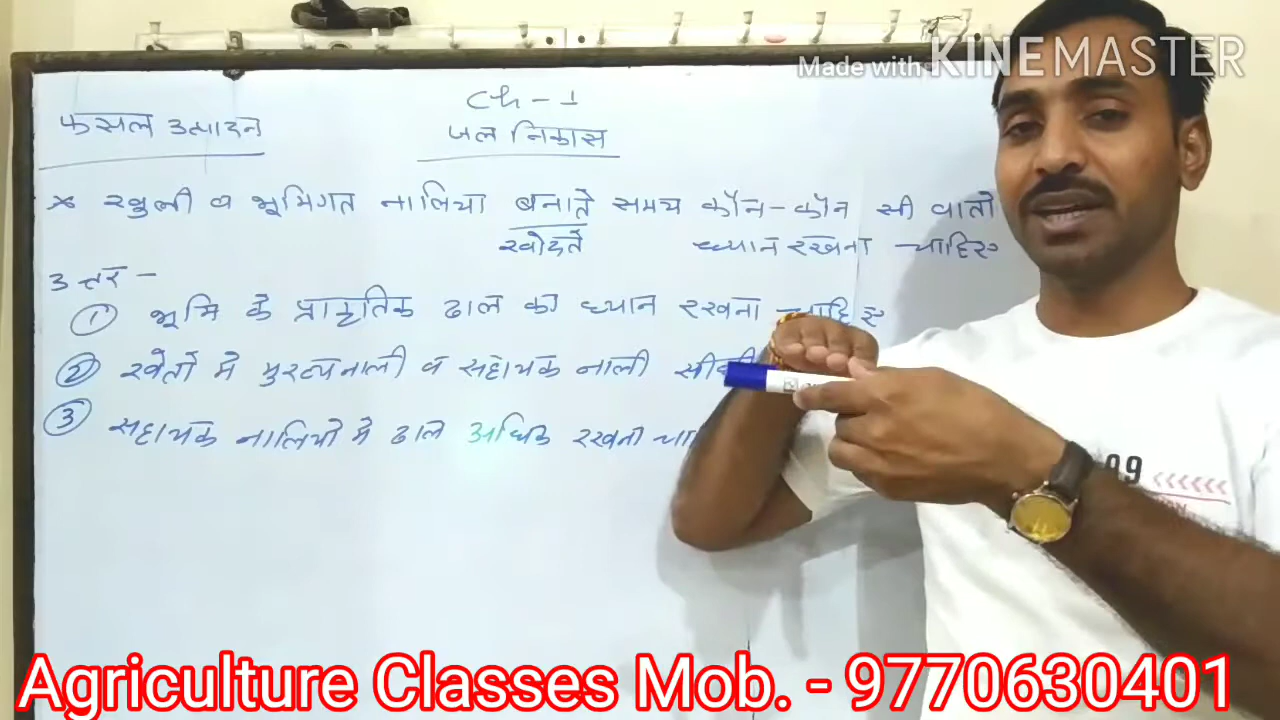 Made with KINEMASTER
Ch - 1
फसल उत्पादन
जल निकास
* खुली व भूमिगत नालिया बनाते समय कौन-कौन सी बातो
खोदते ध्यान रखना चाहिए
उत्तर -
① भूमि के प्राकृतिक ढाल का ध्यान रखना चाहिए
② खेतों में मुख्यनाली व सहायक नाली सीधी
③ सहायक नालियों में ढाल अधिक रखना
99
Agriculture Classes Mob. - 9770630401